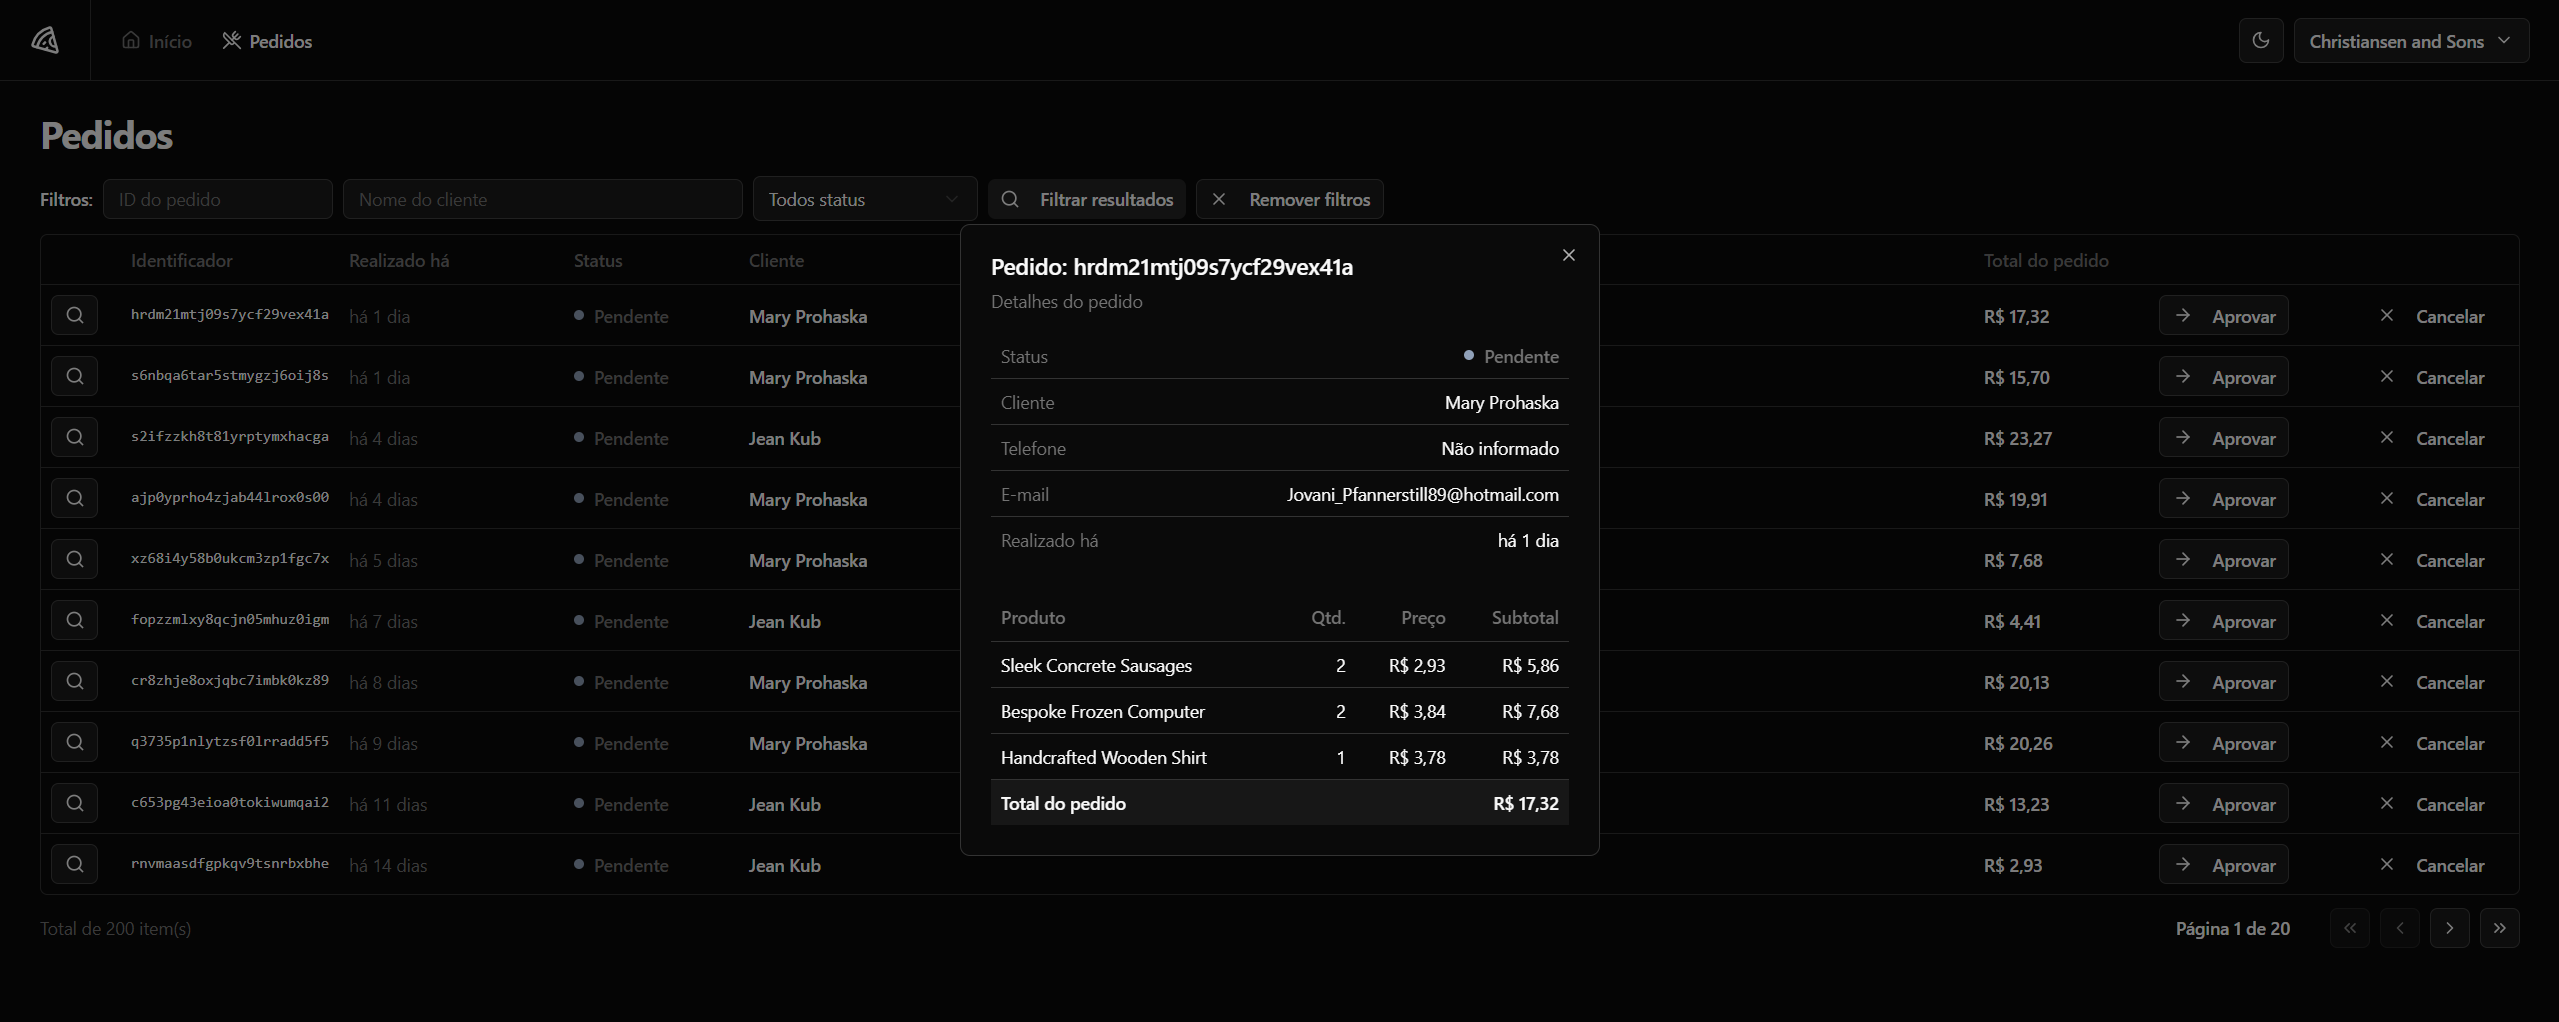 Início Pedidos Christiansen and Sons
Pedidos
Filtros: ID do pedido Nome do cliente Todos status Filtrar resultados Remover filtros
Identificador Realizado há Status Cliente Total do pedido
hrdm21mtj09s7ycf29vex41a há 1 dia Pendente Mary Prohaska R$ 17,32 Aprovar Cancelar
s6nbqa6tar5stmygzj6oij8s há 1 dia Pendente Mary Prohaska R$ 15,70 Aprovar Cancelar
s2ifzzkh8t81yrptymxhacga há 4 dias Pendente Jean Kub R$ 23,27 Aprovar Cancelar
ajp0yprho4zjab44lrox0s00 há 4 dias Pendente Mary Prohaska R$ 19,91 Aprovar Cancelar
xz68i4y58b0ukcm3zp1fgc7x há 5 dias Pendente Mary Prohaska R$ 7,68 Aprovar Cancelar
fopzzmlxy8qcjn05mhuz0igm há 7 dias Pendente Jean Kub R$ 4,41 Aprovar Cancelar
cr8zhje8oxjqbc7imbk0kz89 há 8 dias Pendente Mary Prohaska R$ 20,13 Aprovar Cancelar
q3735p1nlytzsf0lrradd5f5 há 9 dias Pendente Mary Prohaska R$ 20,26 Aprovar Cancelar
c653pg43eioa0tokiwumqai2 há 11 dias Pendente Jean Kub R$ 13,23 Aprovar Cancelar
rnvmaasdfgpkqv9tsnrbxbhe há 14 dias Pendente Jean Kub R$ 2,93 Aprovar Cancelar
Total de 200 item(s) Página 1 de 20
Pedido: hrdm21mtj09s7ycf29vex41a
Detalhes do pedido
Status Pendente
Cliente Mary Prohaska
Telefone Não informado
E-mail Jovani_Pfannerstill89@hotmail.com
Realizado há há 1 dia
Produto Qtd. Preço Subtotal
Sleek Concrete Sausages 2 R$ 2,93 R$ 5,86
Bespoke Frozen Computer 2 R$ 3,84 R$ 7,68
Handcrafted Wooden Shirt 1 R$ 3,78 R$ 3,78
Total do pedido R$ 17,32